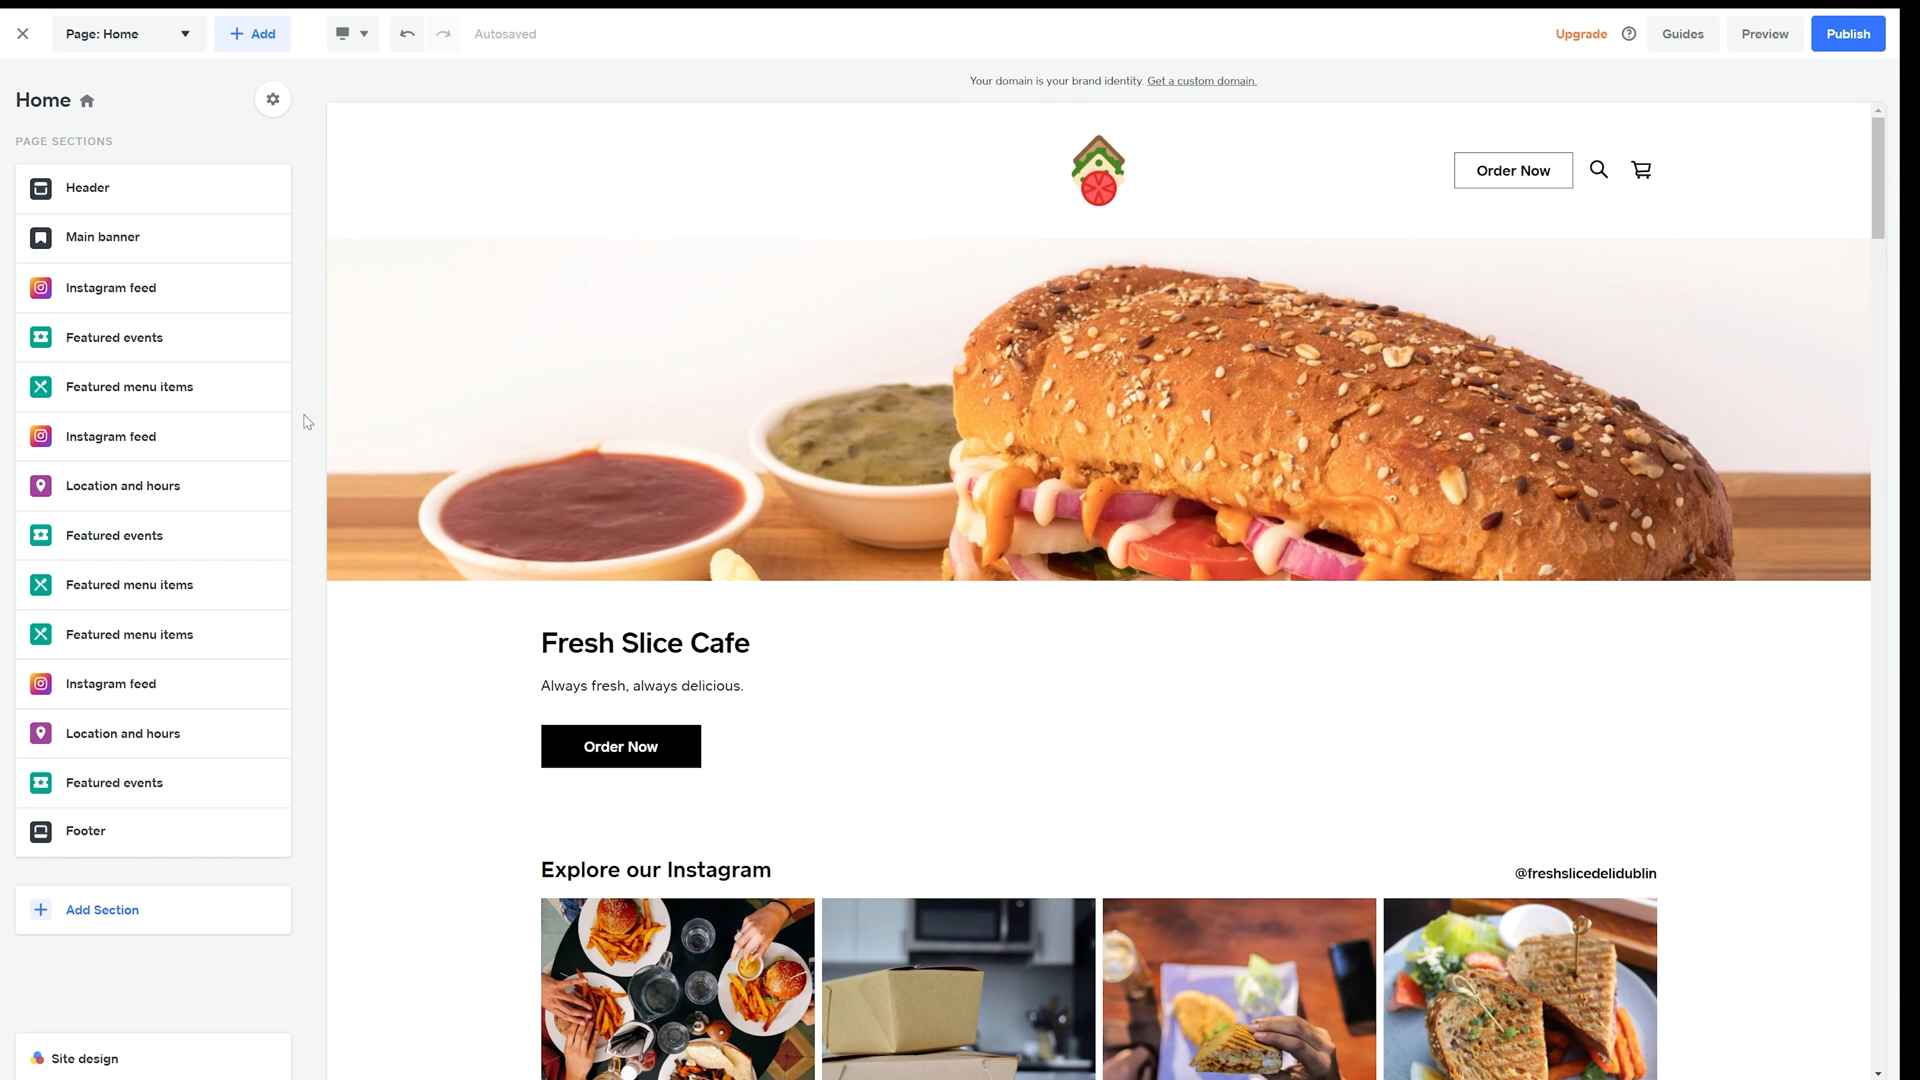 Page: Home
Add
Autosaved
Upgrade
Guides
Preview
Publish
Your domain is your brand identity. Get a custom domain.
Home
PAGE SECTIONS
Header
Main banner
Instagram feed
Featured events
Featured menu items
Instagram feed
Location and hours
Featured events
Featured menu items
Featured menu items
Instagram feed
Location and hours
Featured events
Footer
Add Section
Site design
Order Now
Fresh Slice Cafe
Always fresh, always delicious.
Order Now
Explore our Instagram
@freshslicedelidublin